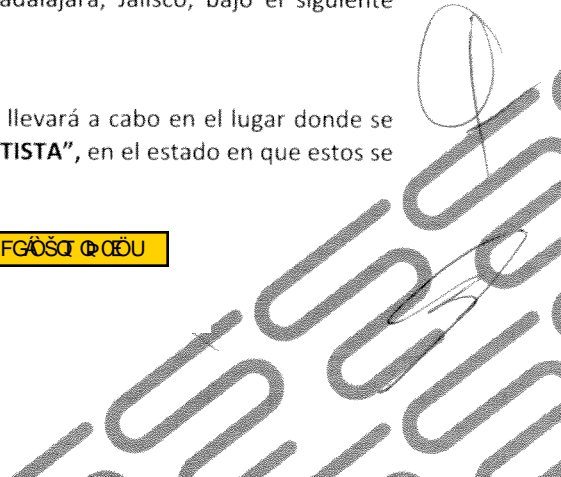 adalajara, Jalisco, bajo el siguiente
llevará a cabo en el lugar donde se
TISTA", en el estado en que estos se